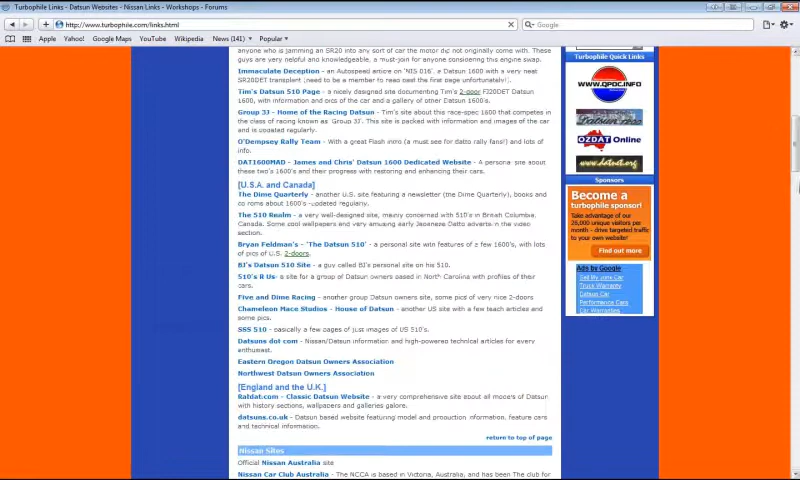 Turbophile Links - Datsun Websites - Nissan Links - Workshops - Forums
http://www.turbophile.com/links.html
Google
Apple Yahoo! Google Maps YouTube Wikipedia News (141) Popular
anyone who is jamming an SR20 into any sort of car the motor did not originally come with. These
guys are very helpful and knowledgeable, a must-join for anyone considering this engine swap.
Immaculate Deception - an Autospeed article on 'NIS 016', a Datsun 1600 with a very neat
SR20DET transplant (need to be a member to read past the first page unfortunately!).
Tim's Datsun 510 Page - a nicely designed site documenting Tim's 2-door FJ20DET Datsun
1600, with information and pics of the car and a gallery of other Datsun 510's.
Group 3J - Home of the Racing Datsun - Tim's site about this race-spec 1600 that competes in
the class of racing known as 'Group 3J'. This site is packed with information and images of the car
and is updated regularly.
O'Dempsey Rally Team - With a great Flash intro (a must see for datto rally fans!) and lots of
info.
DAT1600MAD - James and Chris' Datsun 1600 Dedicated Website - A personal site about
these two's 1600's and their progress with restoring and enhancing their cars.
[U.S.A. and Canada]
The Dime Quarterly - another U.S. site featuring a newsletter (the Dime Quarterly), books and
co roms about 1600's -updated regularly.
The 510 Realm - a very well-designed site, mainly concerned with 510's in British Columbia,
Canada. Some cool wallpapers and very amusing early Japanese Datto adverts in the video
section.
Bryan Feldman's - 'The Datsun 510' - a personal site with features of a few 1600's, with lots
of pics of U.S. 2-doors.
BJ's Datsun 510 Site - a guy called BJ's personal site on his 510.
510's R Us- a site for a group of Datsun owners based in North Carolina with profiles of their
cars.
Five and Dime Racing - another group Datsun owners site, some pics of very nice 2-doors
Chameleon Mace Studios - House of Datsun - another US site with a few tech articles and
some pics.
SSS 510 - basically a few pages of just images of US 510's.
Datsuns dot com - Nissan/Datsun information and high-powered technical articles for every
enthusiast.
Eastern Oregon Datsun Owners Association
Northwest Datsun Owners Association
[England and the U.K.]
Ratdat.com - Classic Datsun Website - a very comprehensive site about all models of Datsun
with history sections, wallpapers and galleries galore.
datsuns.co.uk - Datsun based website featuring model and production information, feature cars
and technical information.
return to top of page
Nissan Sites
Official Nissan Australia site
Nissan Car Club Australia - The NCCA is based in Victoria, Australia, and has been The club for
Turbophile Quick Links
WWW.QPOC.INFO
OZDAT Online
www.datnet.org
Sponsors
Become a
turbophile sponsor!
Take advantage of our
26,000 unique visitors per
month - drive targeted traffic
to your own website!
Find out more
Ads by Google
Sell My Junk Car
Truck Warranty
Datsun Car
Performance Cars
Car Warranties